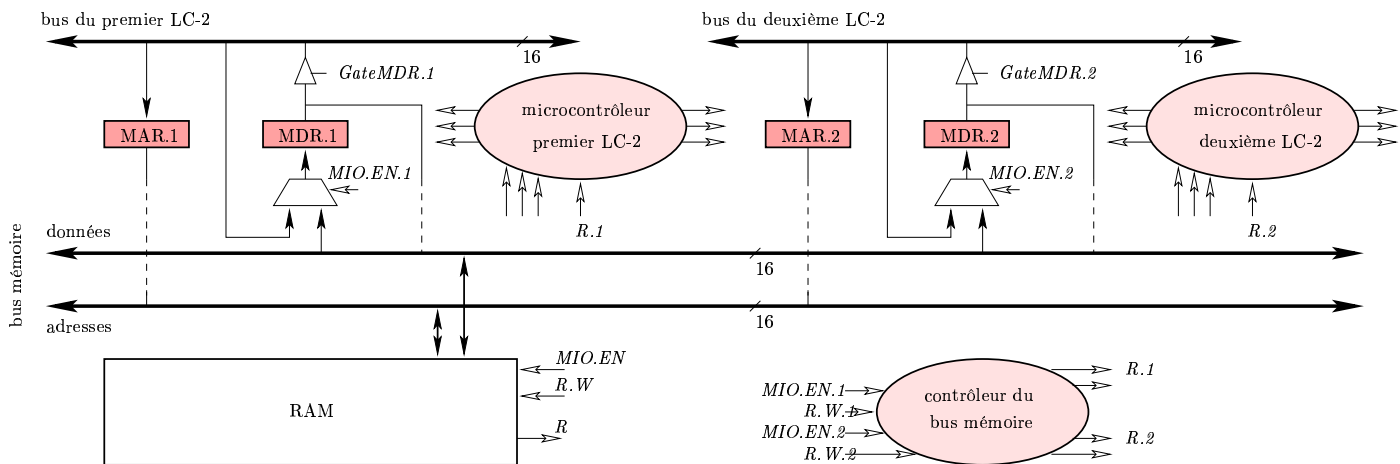 bus du premier LC-2
bus du deuxième LC-2
16
16
GateMDR.1
GateMDR.2
microcontrôleur
premier LC-2
microcontrôleur
deuxième LC-2
MAR.1
MDR.1
MAR.2
MDR.2
MIO.EN.1
MIO.EN.2
R.1
R.2
bus mémoire
données
16
adresses
16
MIO.EN
R.W
R
RAM
MIO.EN.1
R.W.1
MIO.EN.2
R.W.2
contrôleur du
bus mémoire
R.1
R.2